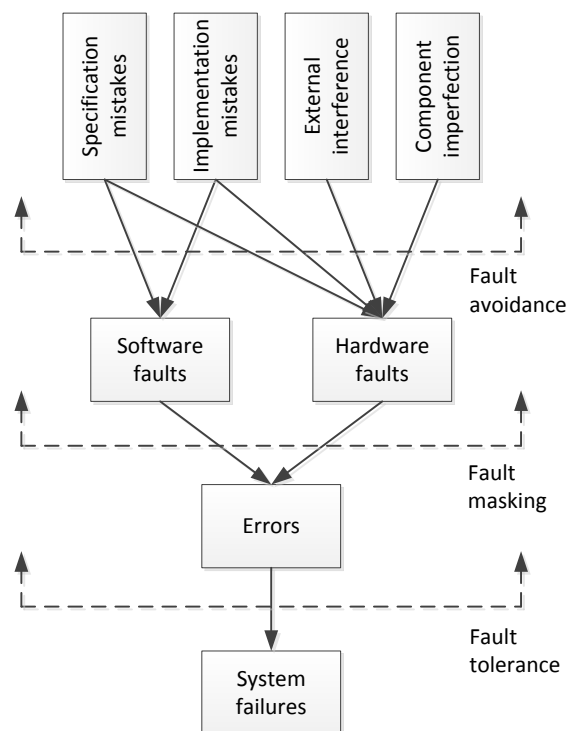 Specification
mistakes
Implementation
mistakes
External
interference
Component
imperfection
Fault
avoidance
Software
faults
Hardware
faults
Fault
masking
Errors
Fault
tolerance
System
failures